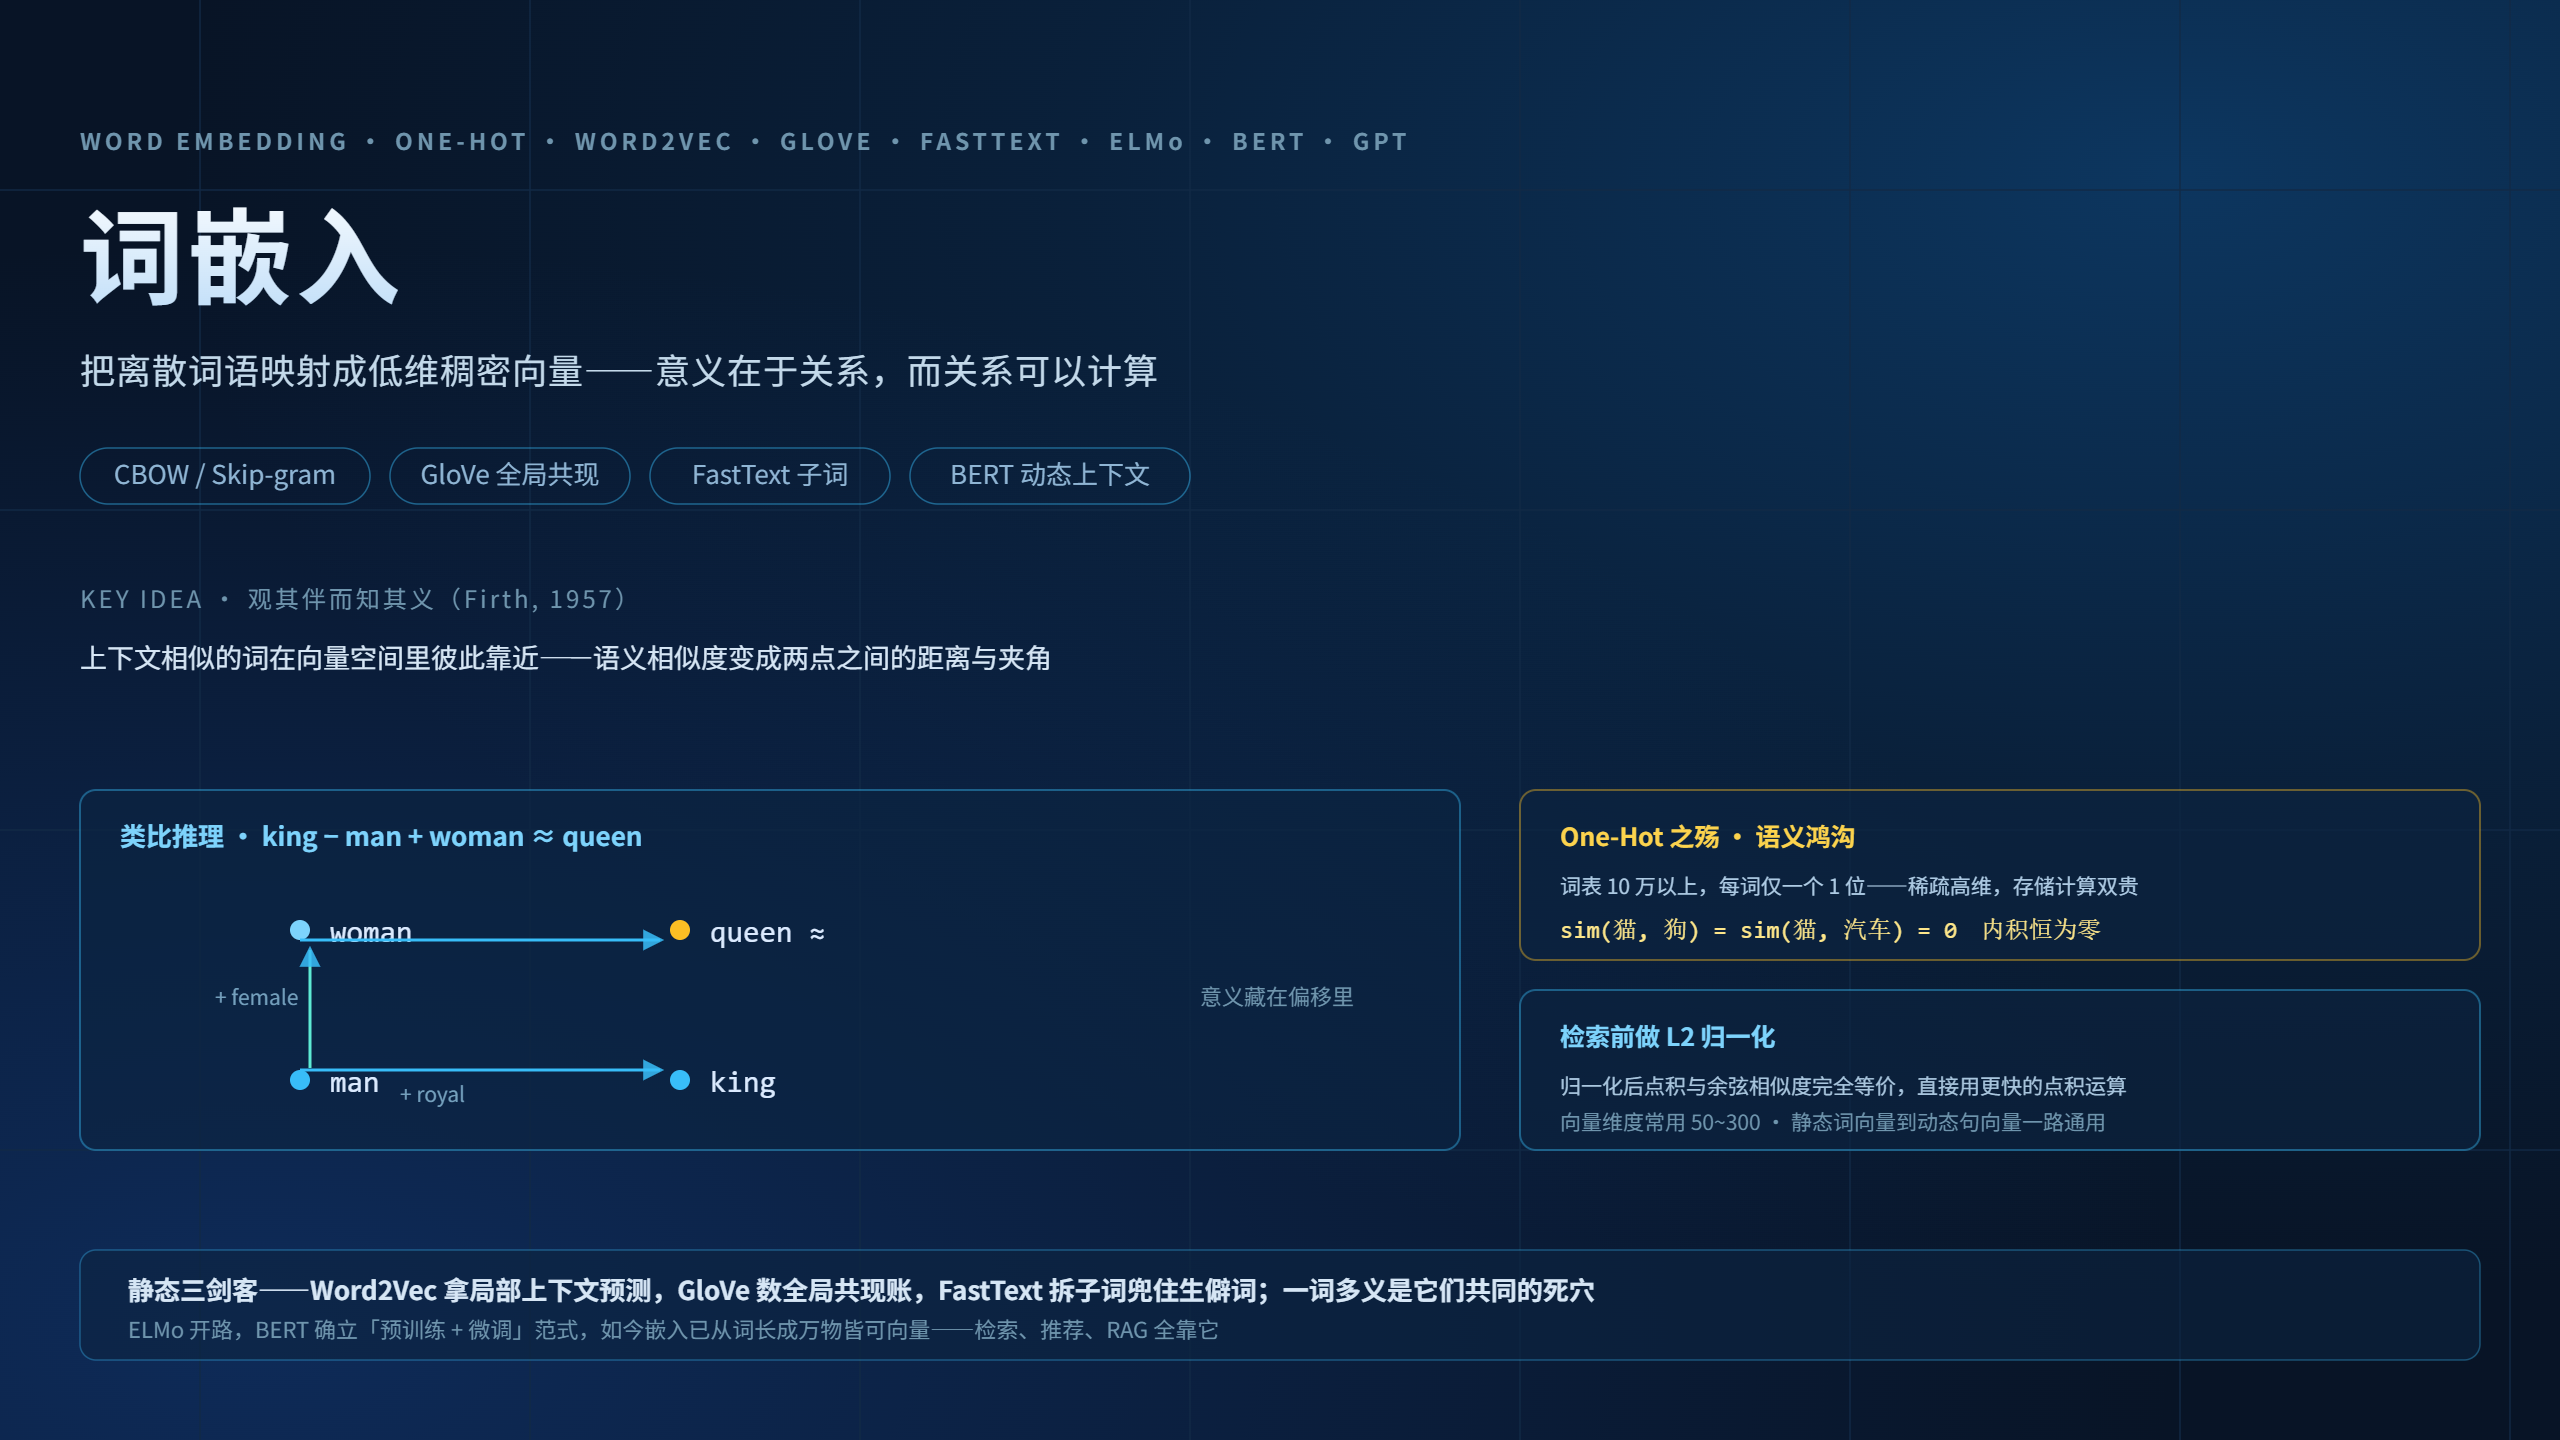 WORD EMBEDDING · ONE-HOT · WORD2VEC · GLOVE · FASTTEXT · ELMo · BERT · GPT
词嵌入
把离散词语映射成低维稠密向量——意义在于关系，而关系可以计算
CBOW / Skip-gram
GloVe 全局共现
FastText 子词
BERT 动态上下文
KEY IDEA · 观其伴而知其义（Firth, 1957）
上下文相似的词在向量空间里彼此靠近——语义相似度变成两点之间的距离与夹角
类比推理 · king − man + woman ≈ queen
woman
queen ≈
+ female
意义藏在偏移里
man
+ royal
king
One-Hot 之殇 · 语义鸿沟
词表 10 万以上，每词仅一个 1 位——稀疏高维，存储计算双贵
sim(猫, 狗) = sim(猫, 汽车) = 0 内积恒为零
检索前做 L2 归一化
归一化后点积与余弦相似度完全等价，直接用更快的点积运算
向量维度常用 50~300 · 静态词向量到动态句向量一路通用
静态三剑客——Word2Vec 拿局部上下文预测，GloVe 数全局共现账，FastText 拆子词兜住生僻词；一词多义是它们共同的死穴
ELMo 开路，BERT 确立「预训练 + 微调」范式，如今嵌入已从词长成万物皆可向量——检索、推荐、RAG 全靠它